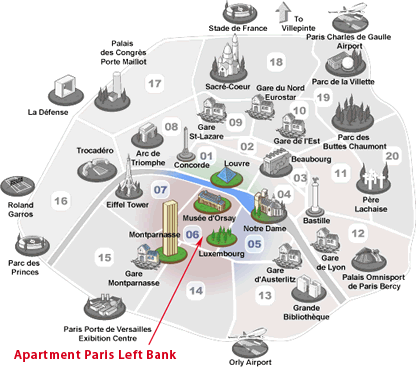 Stade de France
To
Villepinte
Paris Charles de Gaulle
Airport
Palais
des Congrès
Porte Maillot
17
18
Sacré-Coeur
Parc de la Villette
La Défense
Gare du Nord
Eurostar
19
09
10
Gare
St-Lazare
Gare de l'Est
Parc des
Buttes Chaumont
08
Trocadéro
Arc de
Triomphe
Concorde
01
02
Louvre
Beaubourg
03
11
20
Père
Lachaise
16
Roland
Garros
07
Eiffel Tower
Musée d'Orsay
04
Notre Dame
Bastille
Montparnasse
06
Luxembourg
05
12
Parc des
Princes
15
Gare
Montparnasse
Gare
d'Austerlitz
Gare
de Lyon
Palais Omnisport
de Paris Bercy
14
13
Grande
Bibliothèque
Paris Porte de Versailles
Exibition Centre
Apartment Paris Left Bank
Orly Airport